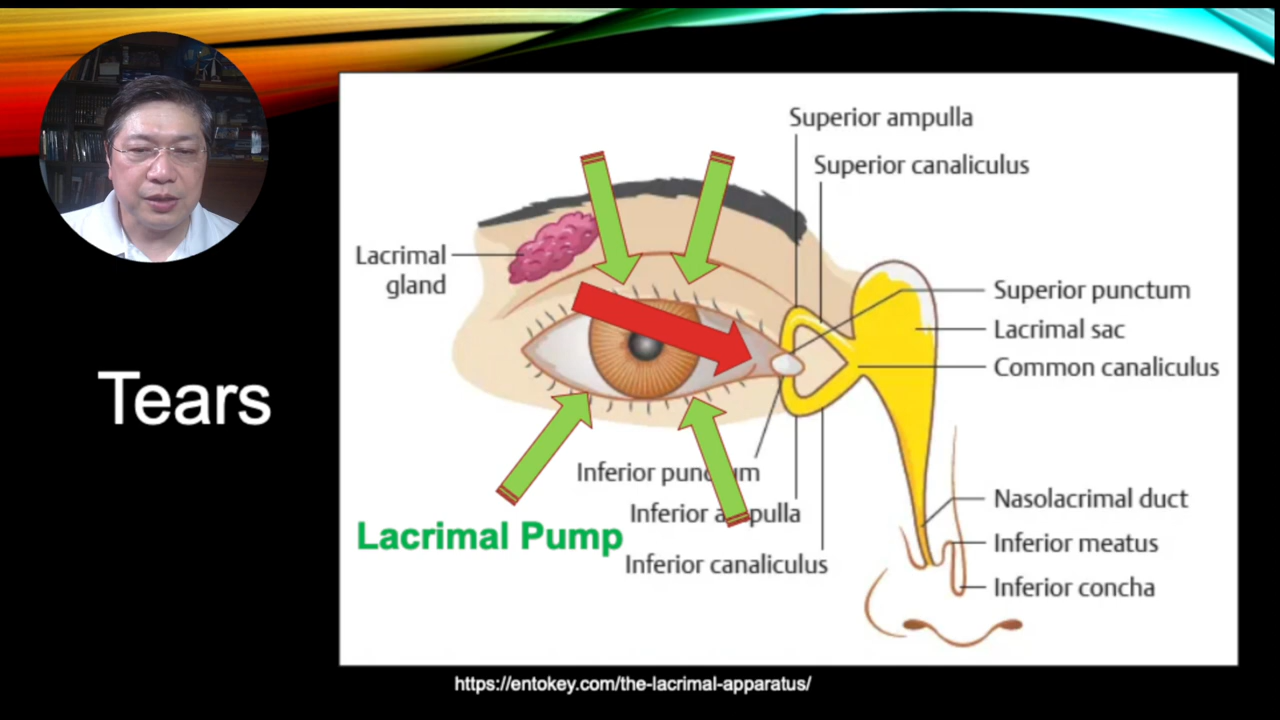 Tears
Superior ampulla
Superior canaliculus
Lacrimal
gland
Superior punctum
Lacrimal sac
Common canaliculus
Inferior punctum
Inferior ampulla
Lacrimal Pump
Inferior canaliculus
Nasolacrimal duct
Inferior meatus
Inferior concha
https://entokey.com/the-lacrimal-apparatus/